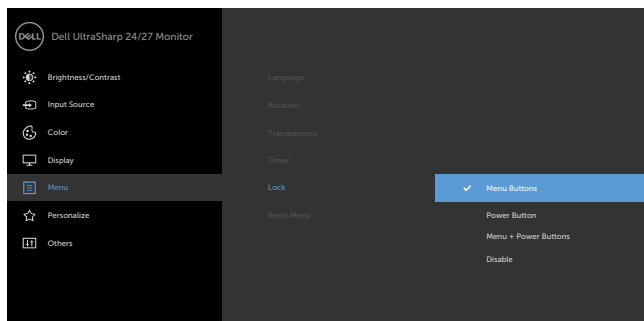 DELL
Dell UltraSharp 24/27 Monitor
Brightness/Contrast
Input Source
Color
Display
Menu
Personalize
Others
Language
Rotation
Transparency
Timer
Lock
Reset Menu
Menu Buttons
Power Button
Menu + Power Buttons
Disable